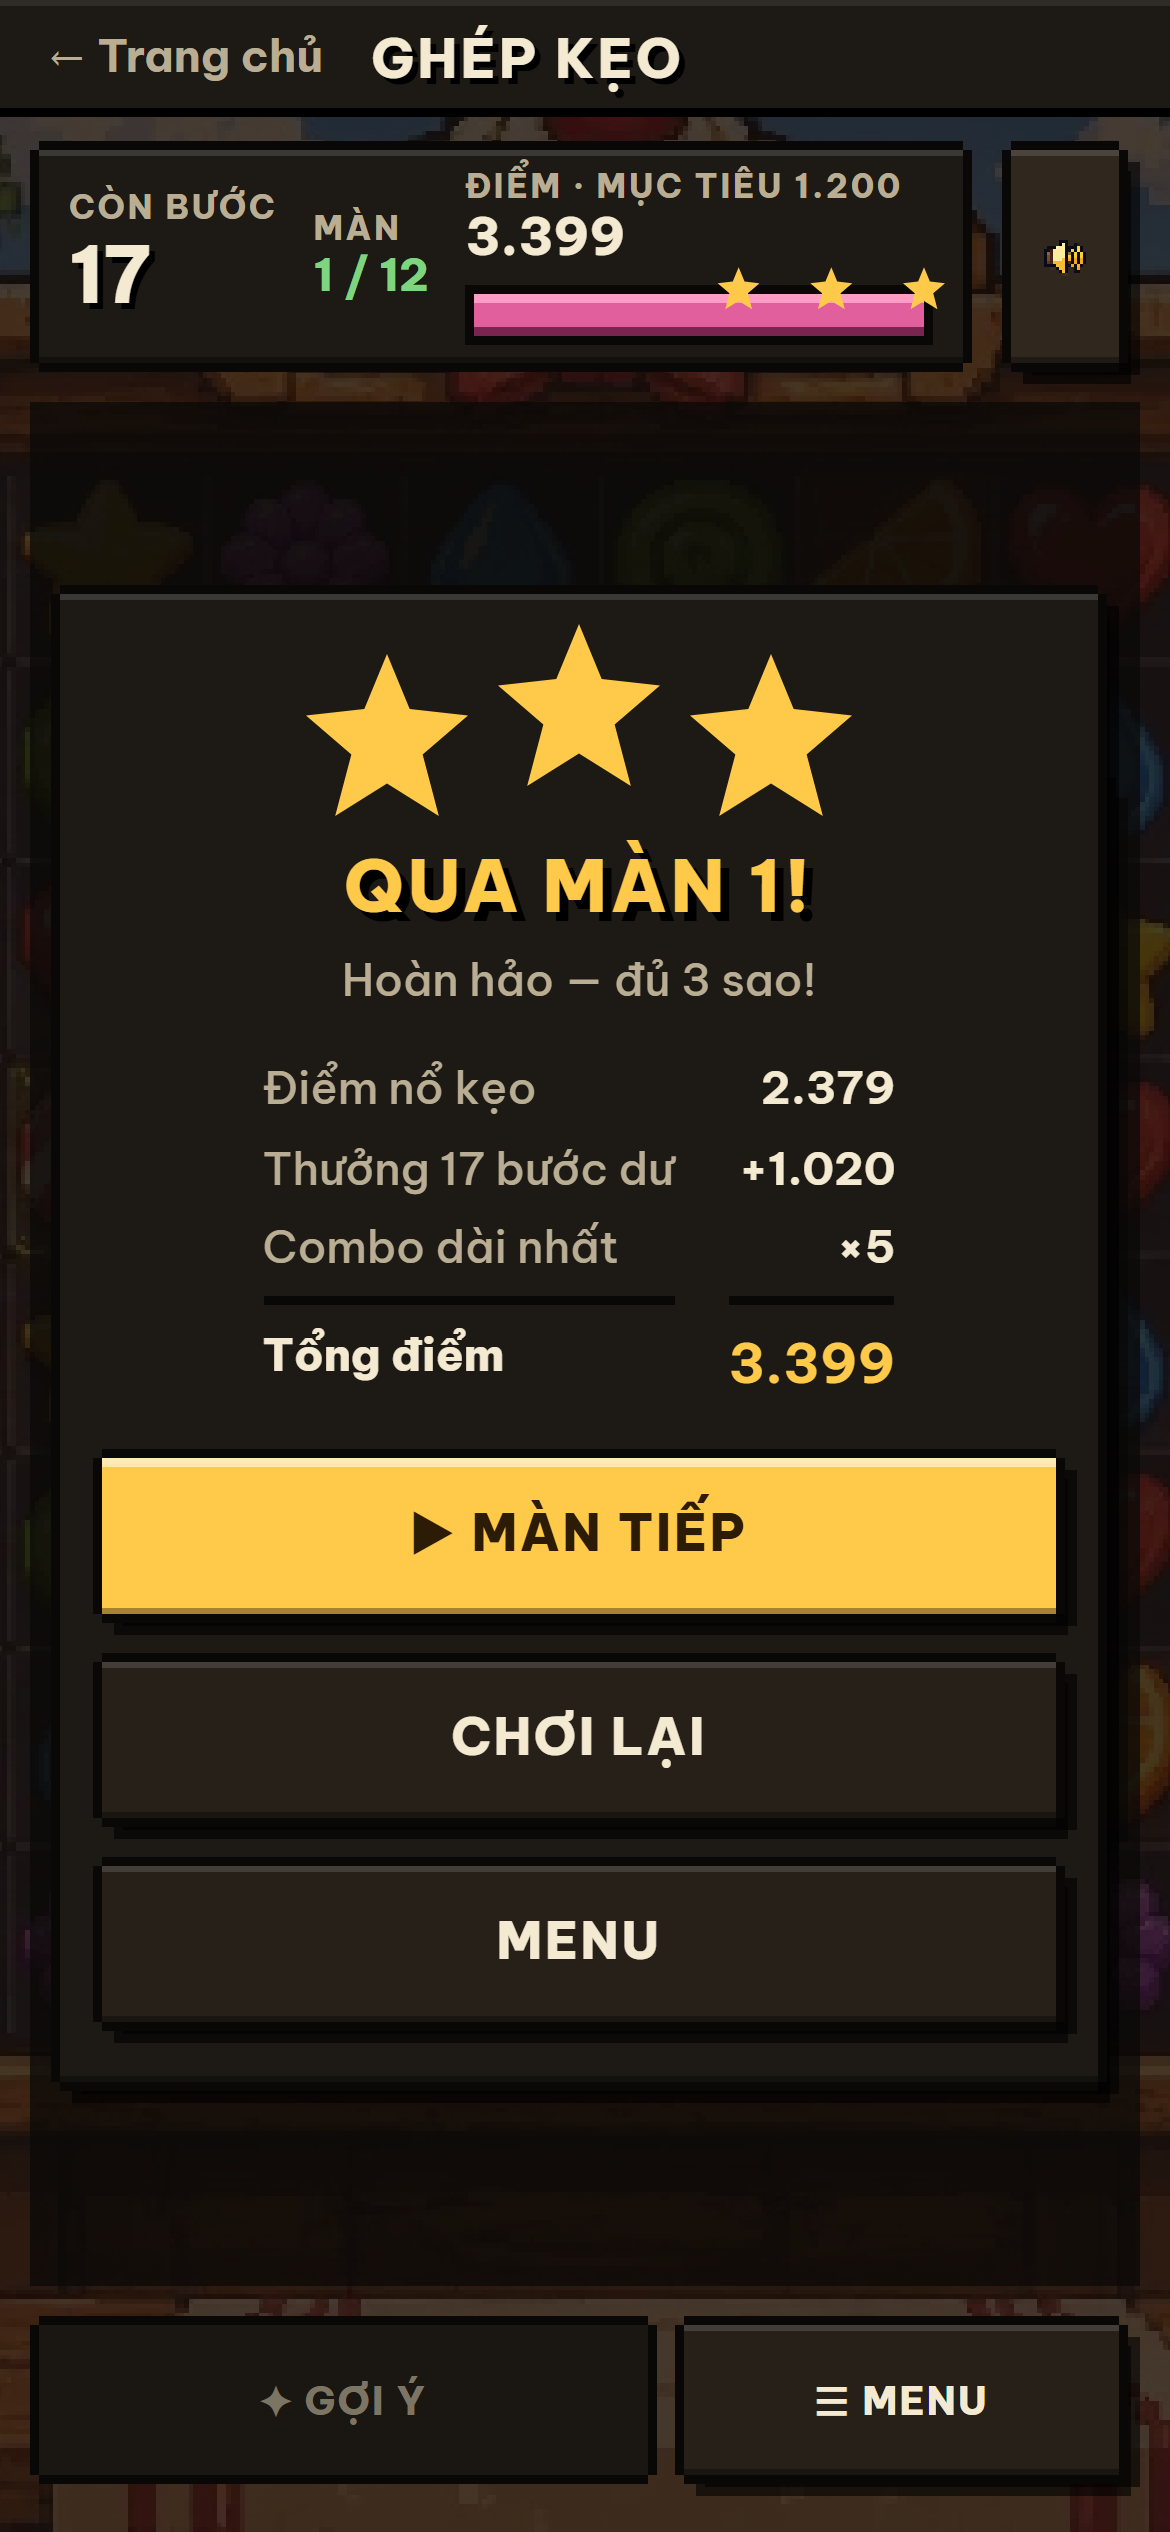 ← Trang chủ GHÉP KẸO
CÒN BƯỚC
17
MÀN
1 / 12
ĐIỂM · MỤC TIÊU 1.200
3.399
QUA MÀN 1!
Hoàn hảo — đủ 3 sao!
Điểm nổ kẹo 2.379
Thưởng 17 bước dư +1.020
Combo dài nhất ×5
Tổng điểm 3.399
▶ MÀN TIẾP
CHƠI LẠI
MENU
✦ GỢI Ý
☰ MENU